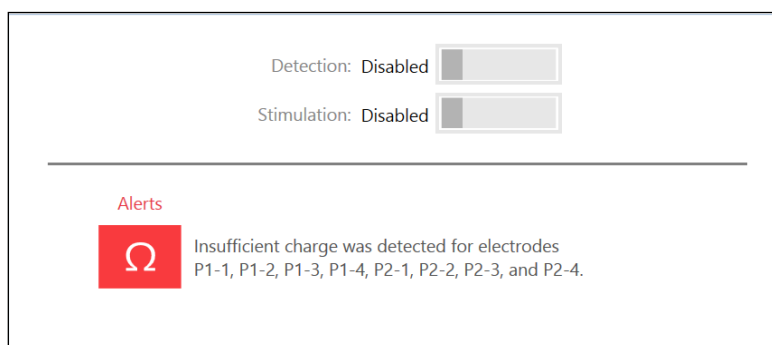 Detection: Disabled
Stimulation: Disabled
Alerts
Ω
Insufficient charge was detected for electrodes
P1-1, P1-2, P1-3, P1-4, P2-1, P2-2, P2-3, and P2-4.